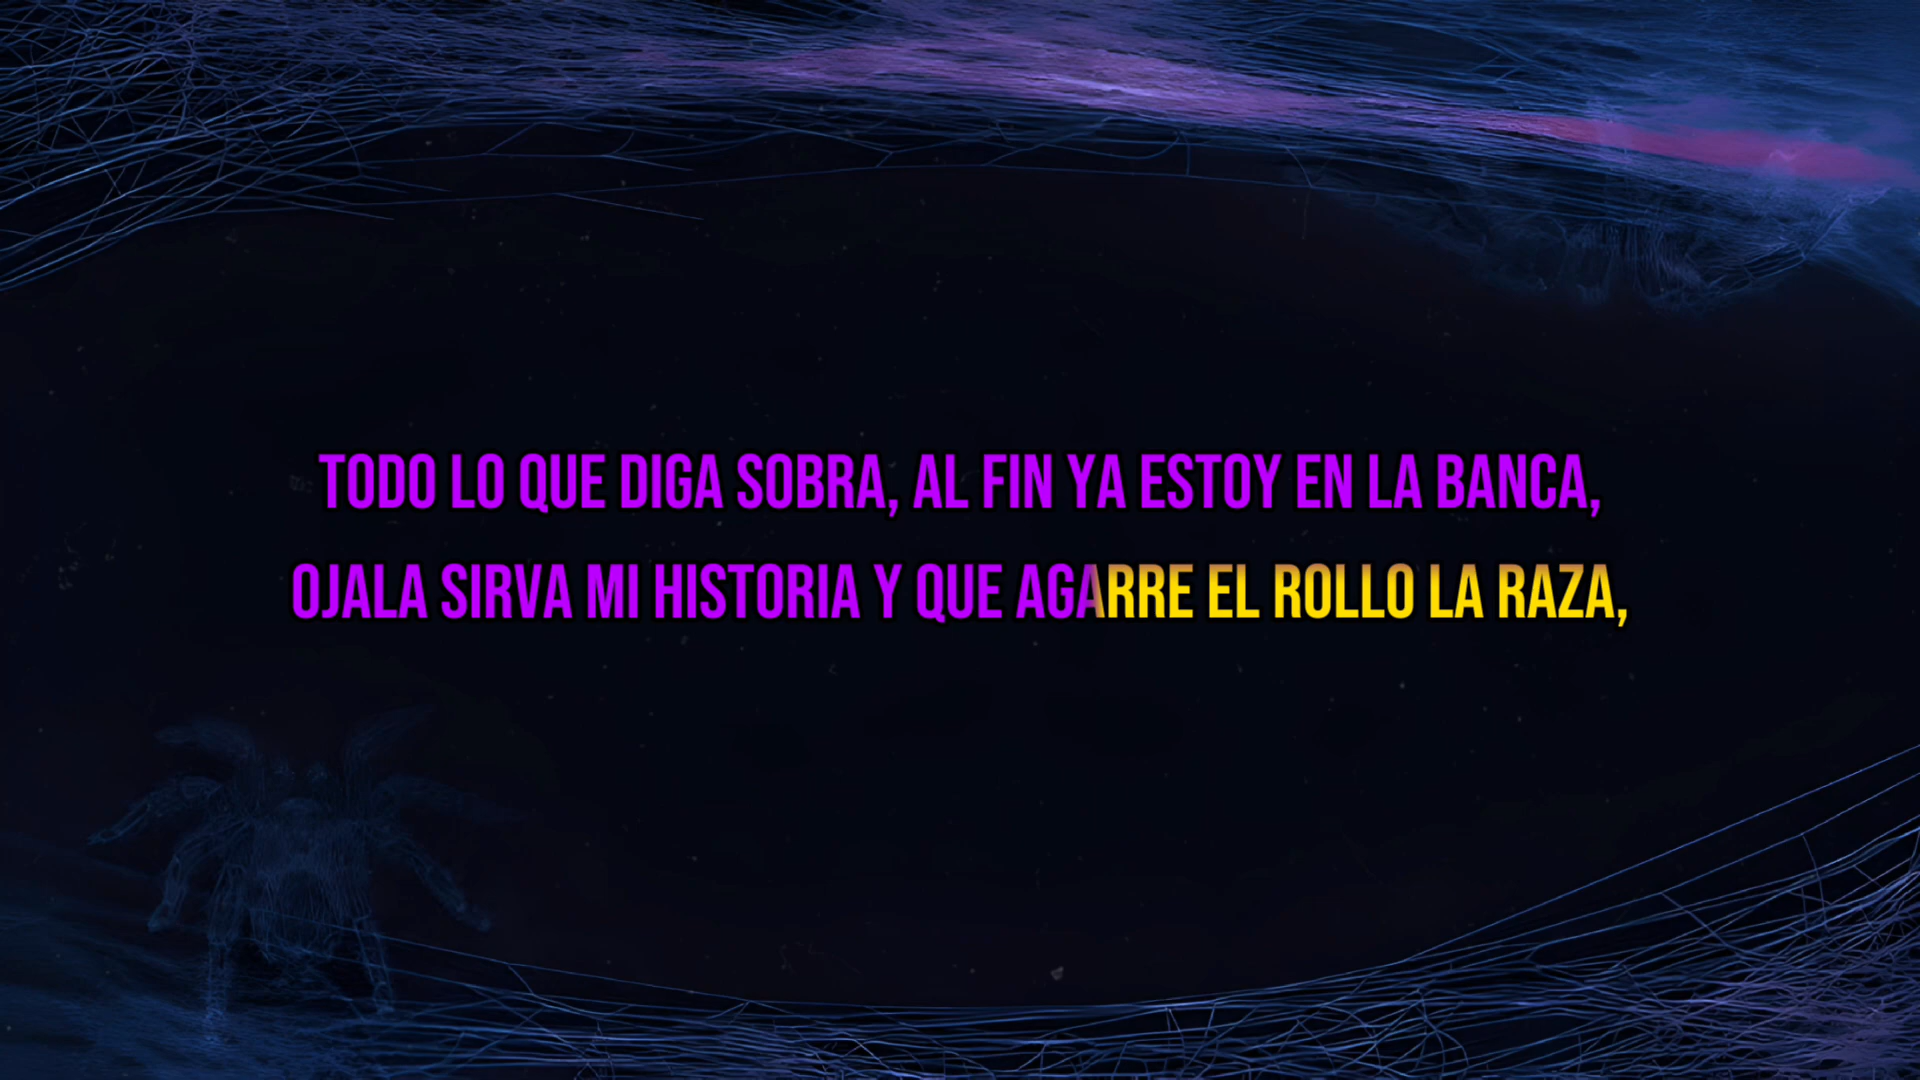 TODO LO QUE DIGA SOBRA, AL FIN YA ESTOY EN LA BANCA,
OJALA SIRVA MI HISTORIA Y QUE AGARRE EL ROLLO LA RAZA,